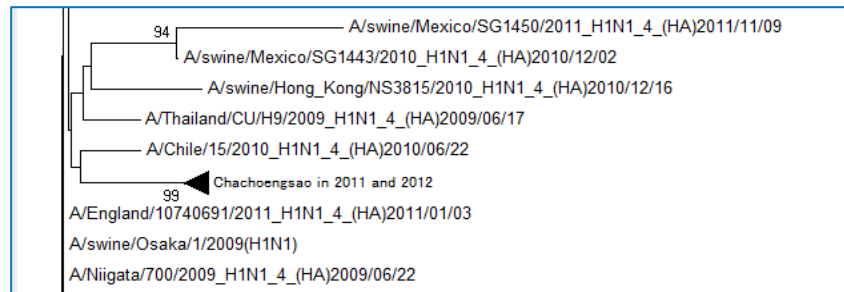 94
A/swine/Mexico/SG1450/2011_H1N1_4_(HA)2011/11/09
A/swine/Mexico/SG1443/2010_H1N1_4_(HA)2010/12/02
A/swine/Hong_Kong/NS3815/2010_H1N1_4_(HA)2010/12/16
A/Thailand/CU/H9/2009_H1N1_4_(HA)2009/06/17
A/Chile/15/2010_H1N1_4_(HA)2010/06/22
Chachoengsao in 2011 and 2012
99
A/England/10740691/2011_H1N1_4_(HA)2011/01/03
A/swine/Osaka/1/2009(H1N1)
A/Niigata/700/2009_H1N1_4_(HA)2009/06/22